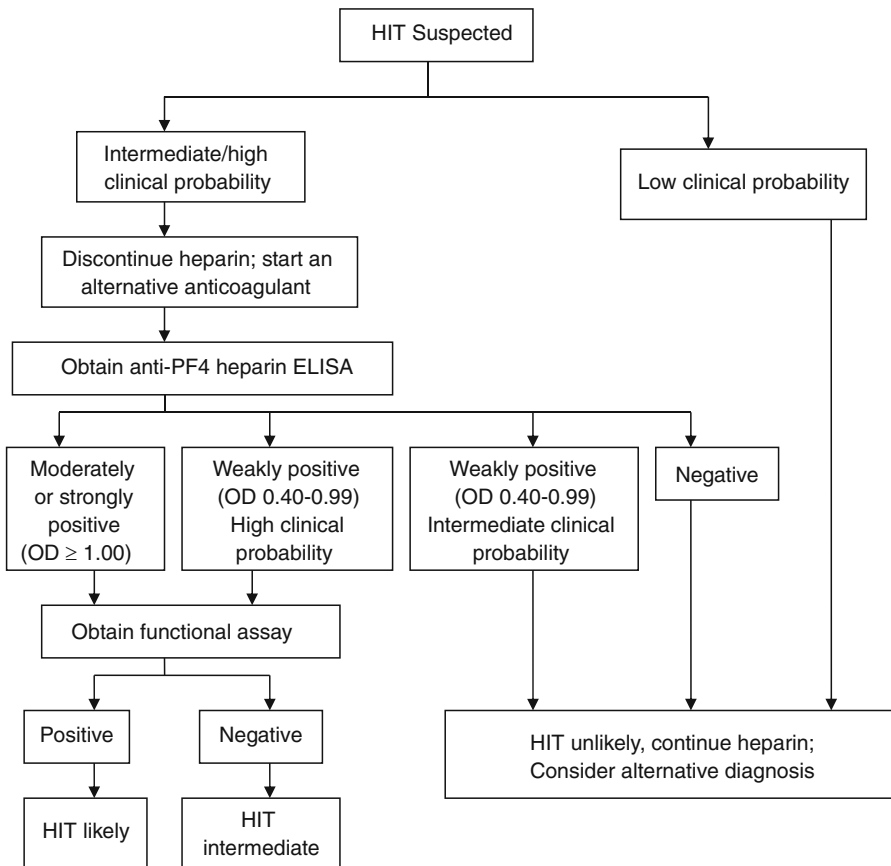 HIT Suspected
Intermediate/high
clinical probability
Low clinical probability
Discontinue heparin; start an
alternative anticoagulant
Obtain anti-PF4 heparin ELISA
Moderately
or strongly
positive
(OD ≥ 1.00)
Weakly positive
(OD 0.40-0.99)
High clinical
probability
Weakly positive
(OD 0.40-0.99)
Intermediate clinical
probability
Negative
Obtain functional assay
Positive
Negative
HIT unlikely, continue heparin;
Consider alternative diagnosis
HIT likely
HIT
intermediate